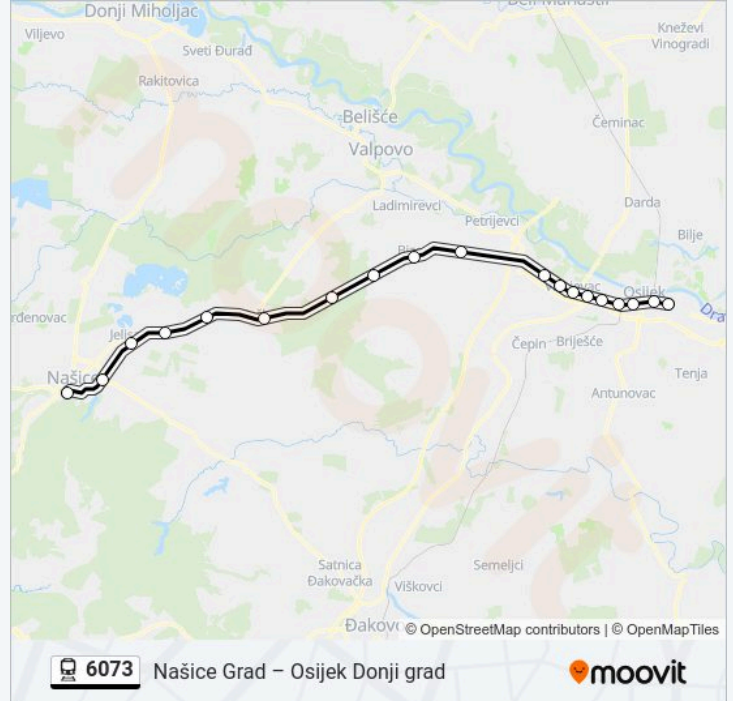 Donji Miholjac
Viljevo
Sveti Đurađ
Kneževi
Vinogradi
Rakitovica
Belišće
Čeminac
Valpovo
Ladimirevci
Darda
Petrijevci
Bilje
Osijek
Našice
Čepin
Briješće
Tenja
Antunovac
Satnica
Đakovačka
Semeljci
Viškovci
© OpenStreetMap contributors | © OpenMapTiles
6073 Našice Grad – Osijek Donji grad
moovit